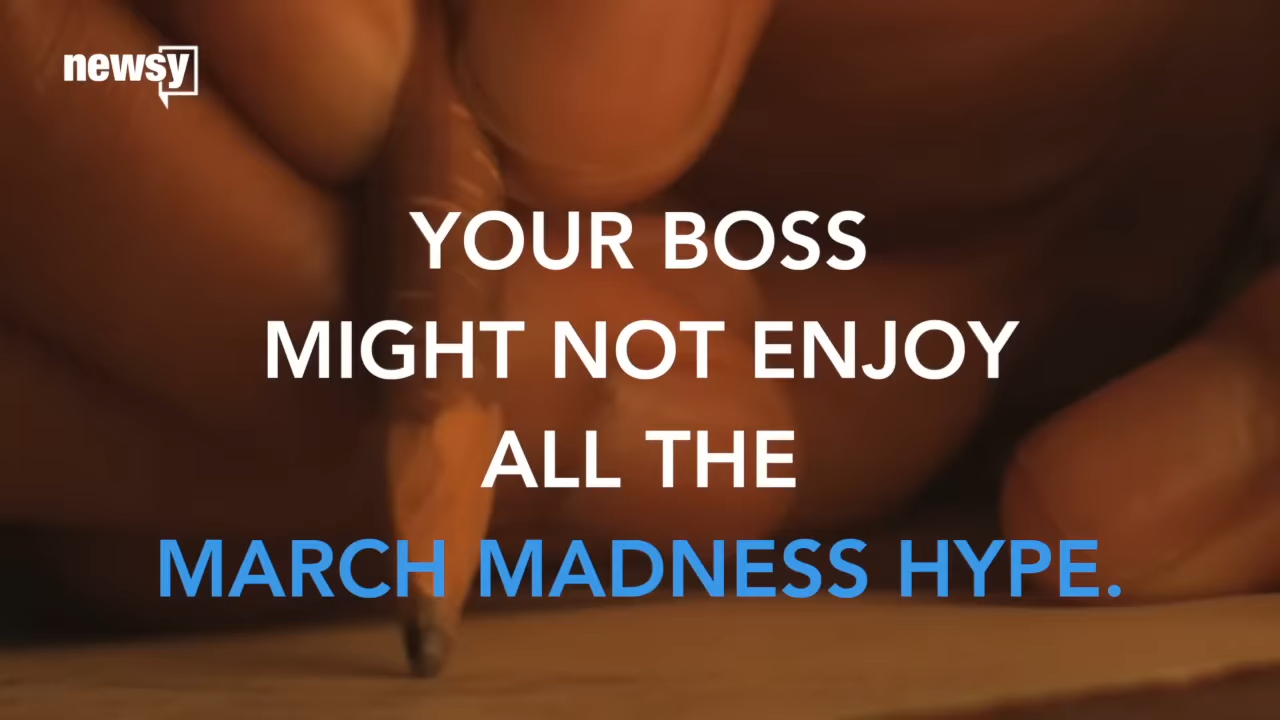 newsy
YOUR BOSS
MIGHT NOT ENJOY
ALL THE
MARCH MADNESS HYPE.